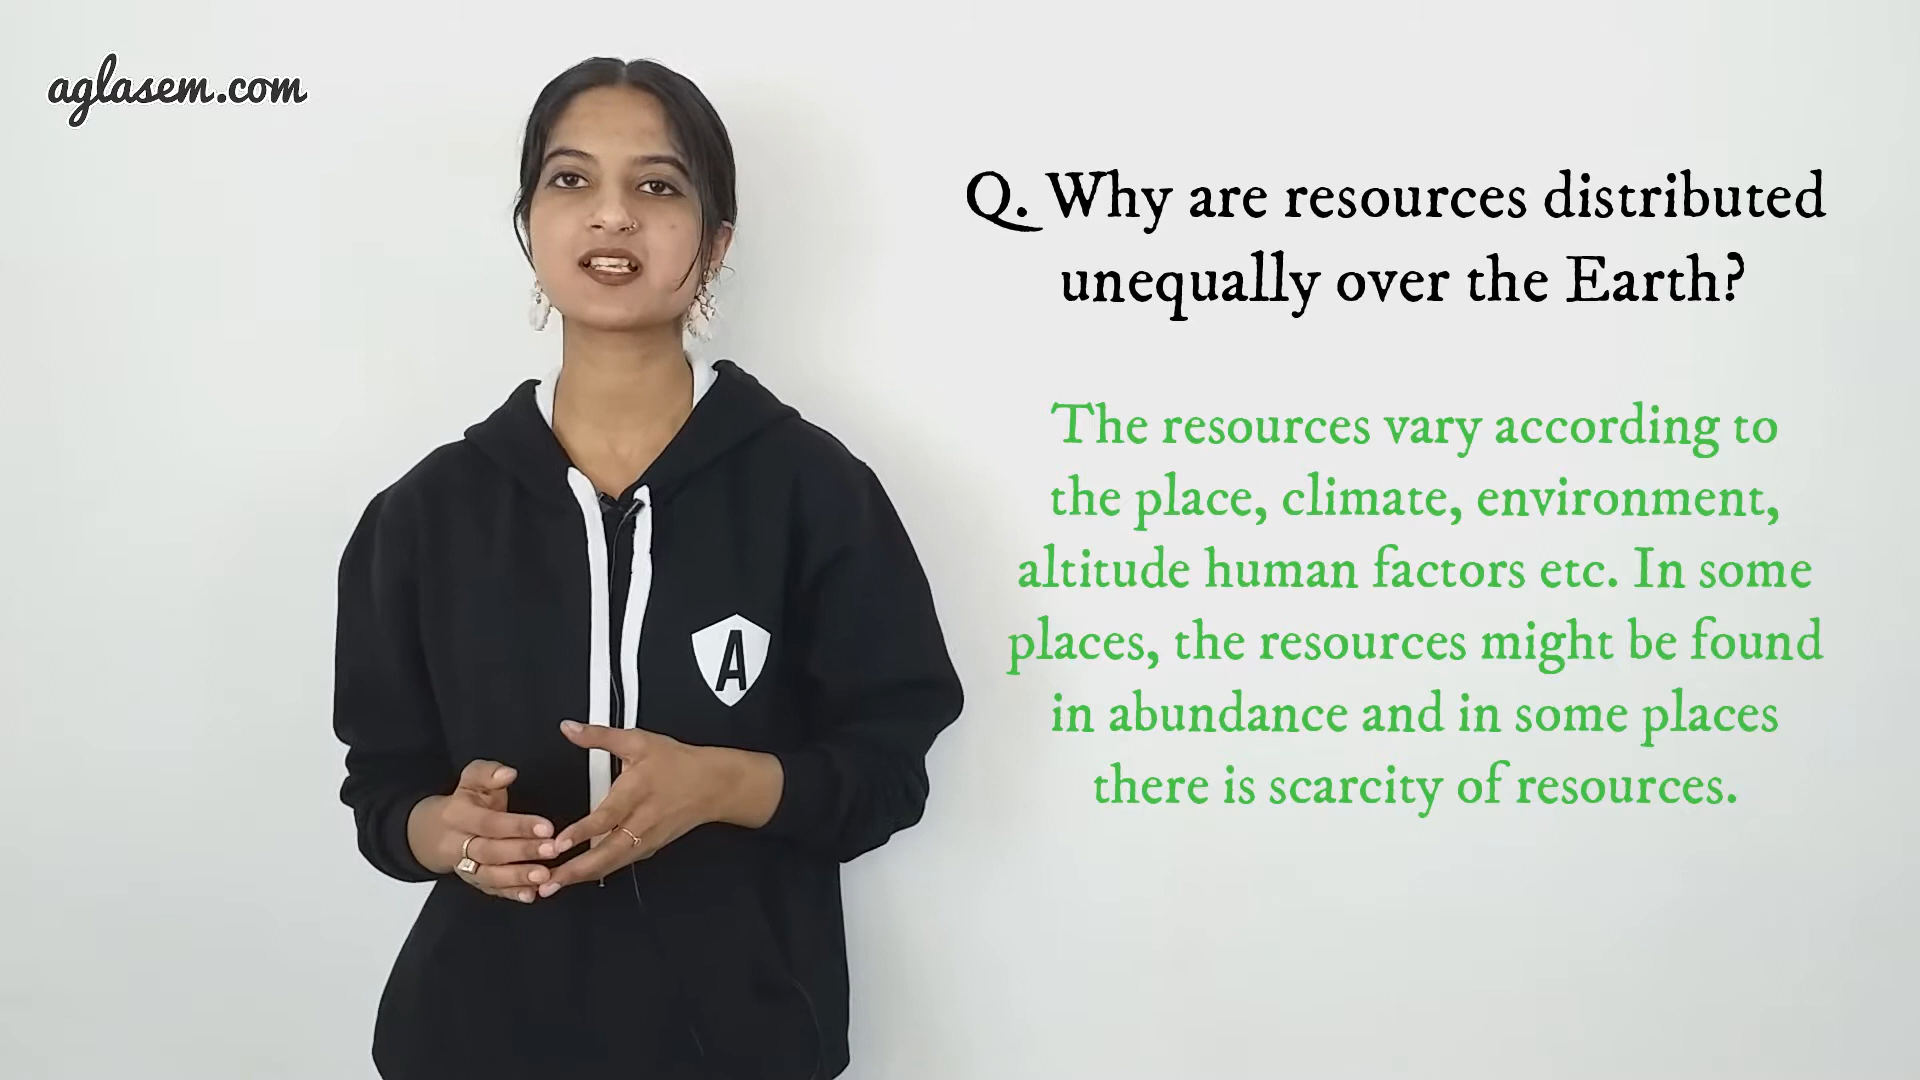 aglasem.com
Q. Why are resources distributed
unequally over the Earth?
The resources vary according to
the place, climate, environment,
altitude human factors etc. In some
places, the resources might be found
in abundance and in some places
there is scarcity of resources.
A